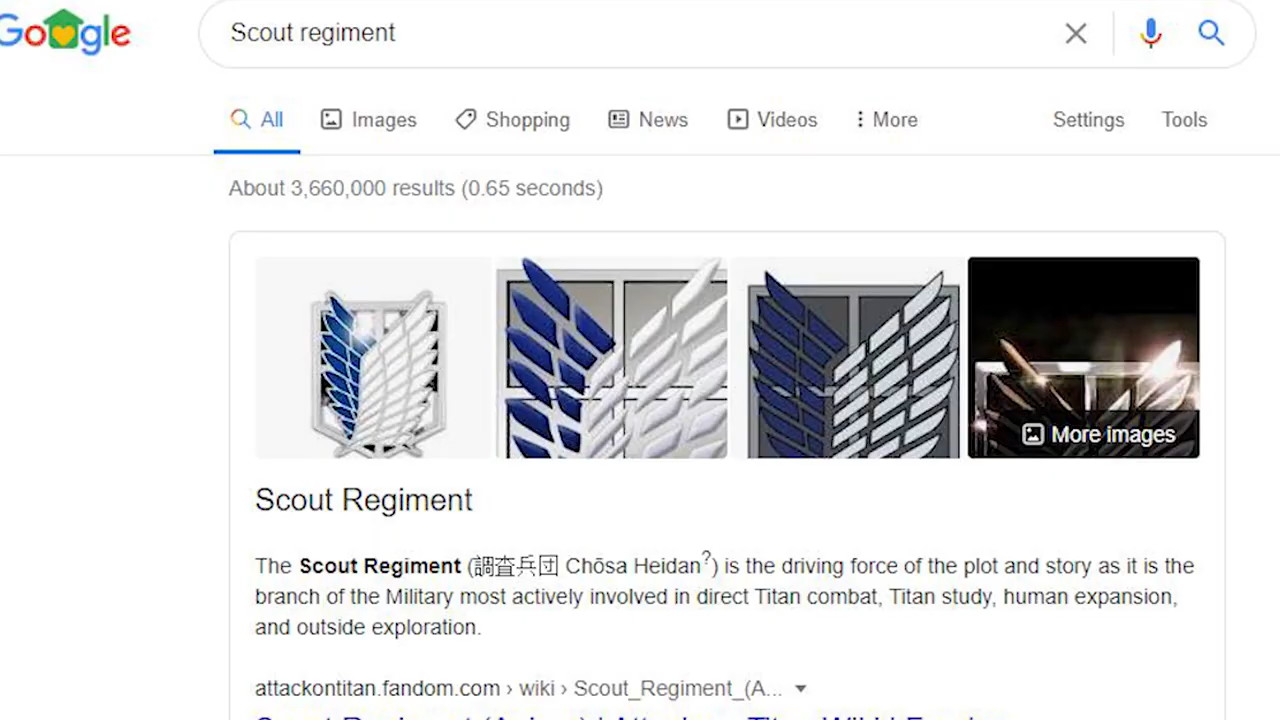 Google
Scout regiment
All Images Shopping News Videos More Settings Tools
About 3,660,000 results (0.65 seconds)
More images
Scout Regiment
The Scout Regiment (調査兵団 Chōsa Heidan?) is the driving force of the plot and story as it is the
branch of the Military most actively involved in direct Titan combat, Titan study, human expansion,
and outside exploration.
attackontitan.fandom.com › wiki › Scout_Regiment_(A...